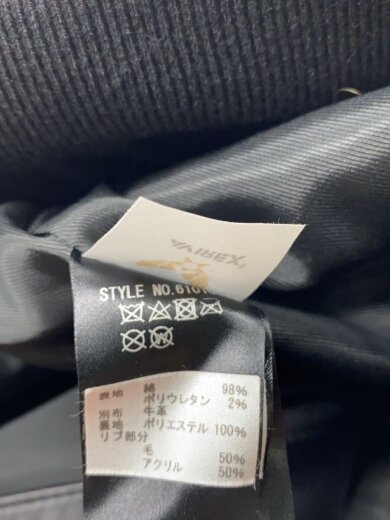 XBRIVA
STYLE NO.610
表地 綿 98%
ポリウレタン 2%
別布 牛革
裏地 ポリエステル 100%
リブ部分
毛 50%
アクリル 50%